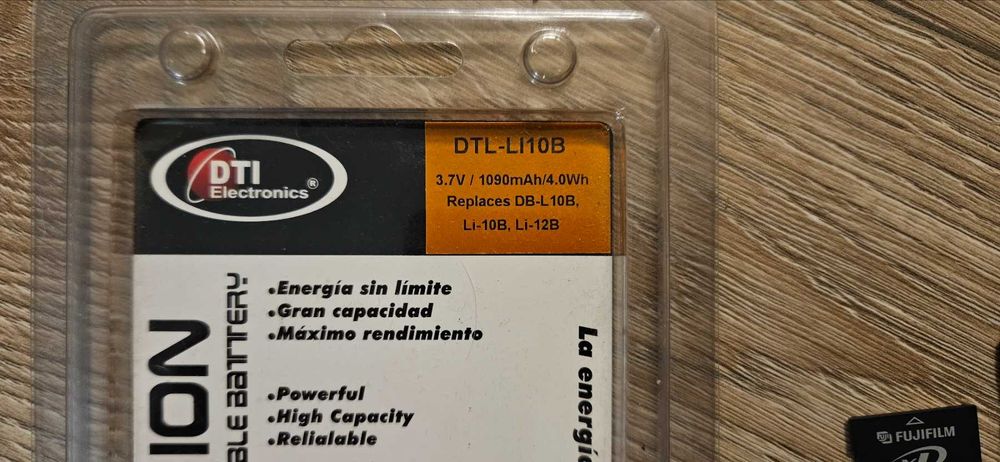 DTI
Electronics®
DTL-LI10B
3.7V / 1090mAh/4.0Wh
Replaces DB-L10B,
Li-10B, Li-12B
•Energía sin límite
•Gran capacidad
•Máximo rendimiento
•Powerful
•High Capacity
•Relialable
ION
BLE BATTERY
La energí
FUJIFILM
xD